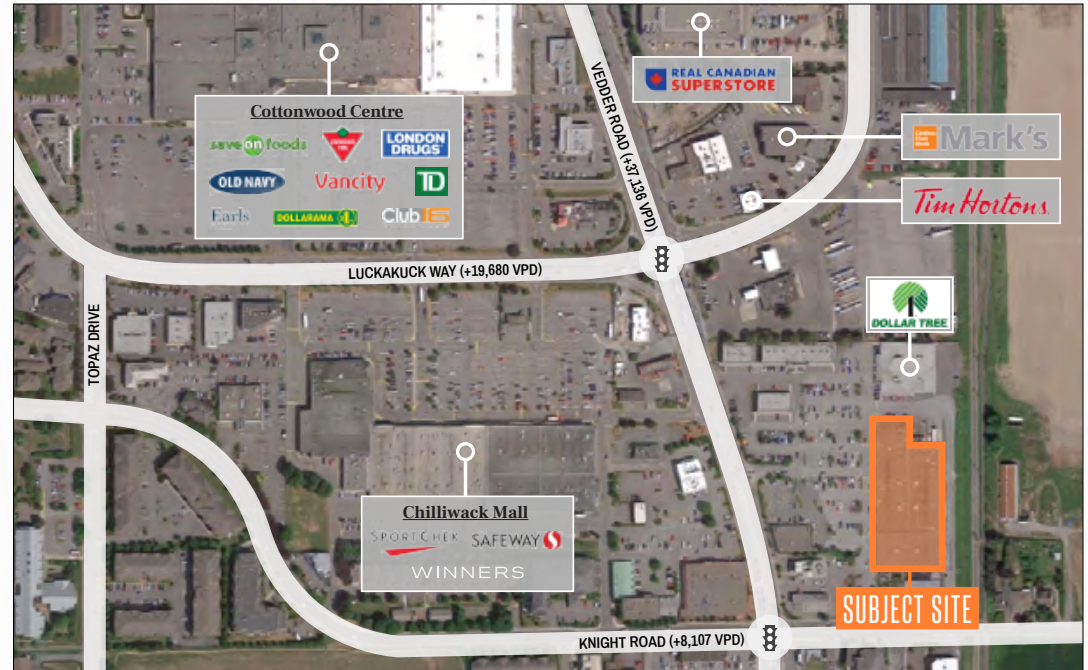 Cottonwood Centre
save on foods
CANADIAN TIRE
LONDON DRUGS
OLD NAVY
Vancity
TD
Earls
DOLLARAMA
Club 16
VEDDER ROAD (+37,136 VPD)
REAL CANADIAN
SUPERSTORE
Mark's
Tim Hortons
LUCKAKUCK WAY (+19,680 VPD)
TOPAZ DRIVE
DOLLAR TREE
Chilliwack Mall
SPORTCHEK SAFEWAY
WINNERS
SUBJECT SITE
KNIGHT ROAD (+8,107 VPD)